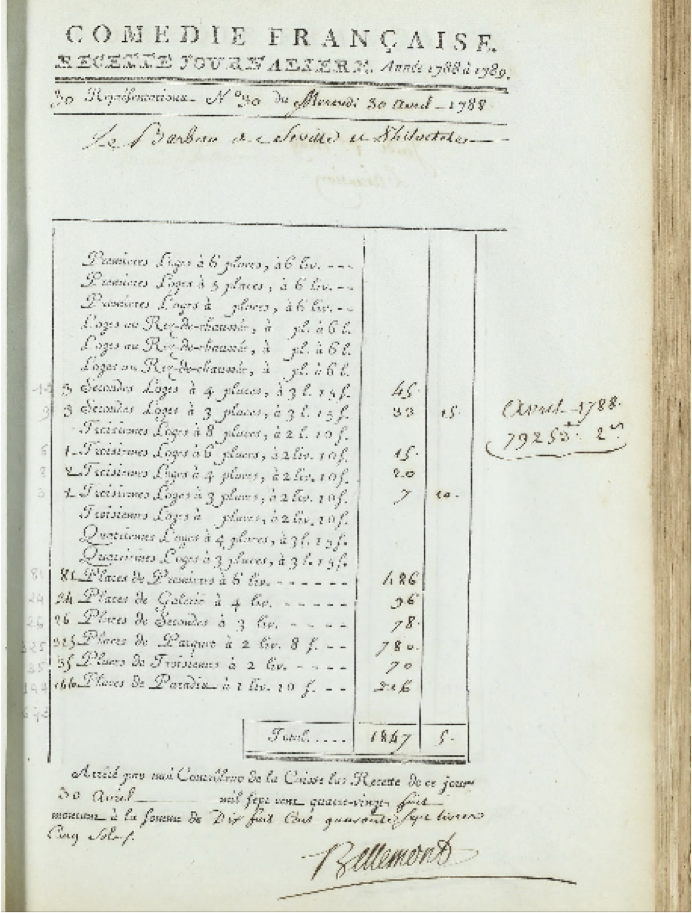 COMEDIE FRANÇAISE.
RECETTE JOURNALIERE. Année 1788 à 1789.
30 Représentations. N° 30 du Mercredi 30 avril 1788
Le Barbier de Seville et Philoctete
Premieres Loges à 6 places, à 6 liv. ---
Premieres Loges à 5 places, à 6 liv. ---
Premieres Loges à places, à 6 liv. ---
Loges au Rez-de-chaussée, à pl. à 6 l.
Loges au Rez-de-chaussée, à pl. à 6 l.
Loges au Rez-de-chaussée, à pl. à 6 l.
12 3 Secondes Loges à 4 places, à 3 l. 15 s. 45
9 3 Secondes Loges à 3 places, à 3 l. 15 s. 33 15
Troisiemes Loges à 8 places, à 2 l. 10 s.
6 1 Troisiemes Loges à 6 places, à 2 liv. 10 s. 15
8 2 Troisiemes Loges à 4 places, à 2 liv. 10 s. 20
3 1 Troisiemes Loges à 3 places, à 2 liv. 10 s. 7 10
Troisiemes Loges à places, à 2 liv. 10 s.
Quatriemes Loges à 4 places, à 3 l. 15 s.
Quatriemes Loges à 3 places, à 3 l. 15 s.
81 81 Places de Premieres à 6 liv. ------ 486
24 24 Places de Galerie à 4 liv. ------ 96
26 26 Places de Secondes à 3 liv. ------ 78
325 325 Places de Parquet à 2 liv. 8 s. --- 780
35 35 Places de Troisiemes à 2 liv. ---- 70
144 144 Places de Paradis à 1 liv. 10 s. --- 216
Total..... 1847 5
Avril 1788
79253 2
Arrêté par moi Contrôleur de la Caisse la Recette de ce jour
30 avril mil sept cent quatre-vingt huit
montant à la somme de Dix huit Cent quarante sept livres
Cinq Sols
Bellemont